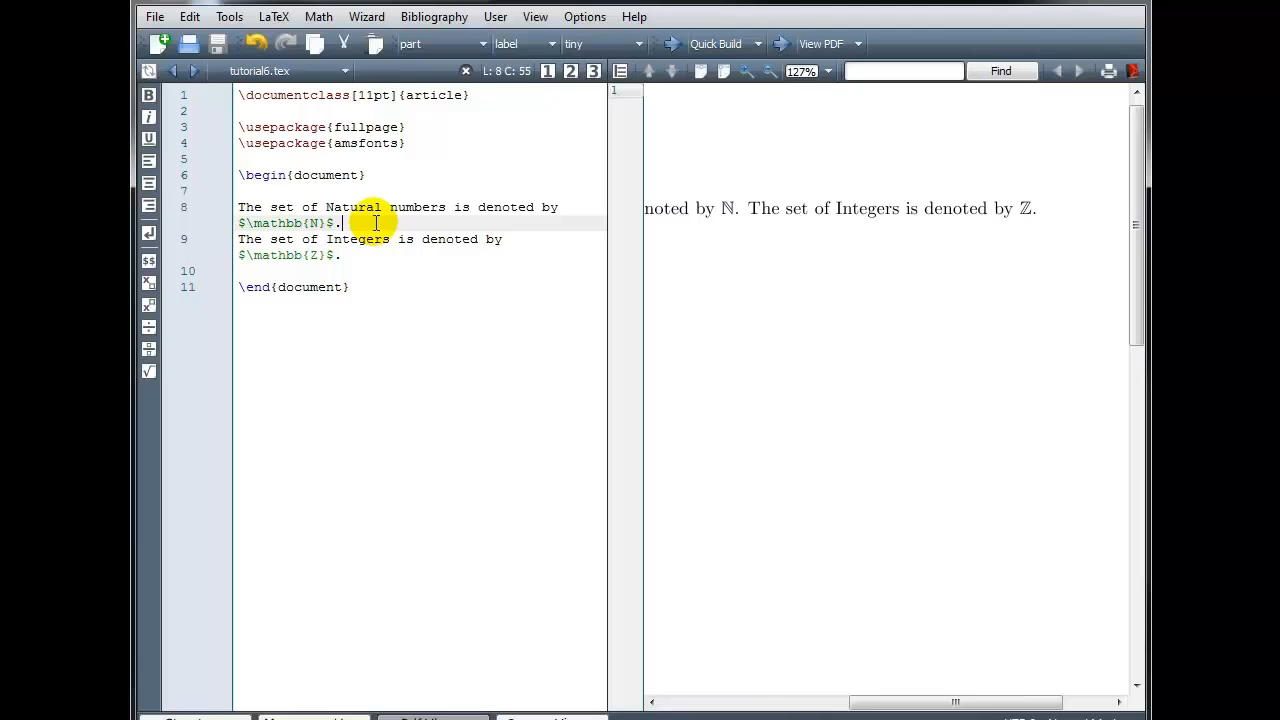 File Edit Tools LaTeX Math Wizard Bibliography User View Options Help
part label tiny Quick Build View PDF
tutorial6.tex L: 8 C: 55 1 2 3 127% Find
1 \documentclass[11pt]{article}
2
3 \usepackage{fullpage}
4 \usepackage{amsfonts}
5
6 \begin{document}
7
8 The set of Natural numbers is denoted by
$\mathbb{N}$.
9 The set of Integers is denoted by
$\mathbb{Z}$.
10
11 \end{document}
B
i
U
$$
1
noted by ℕ. The set of Integers is denoted by ℤ.